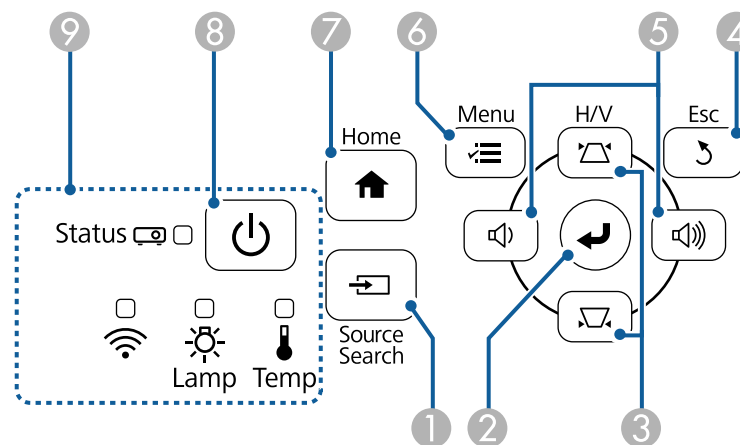 9 8 7 6 5 4
Menu H/V Esc
Home
Status
Source
Search
Lamp Temp
1 2 3